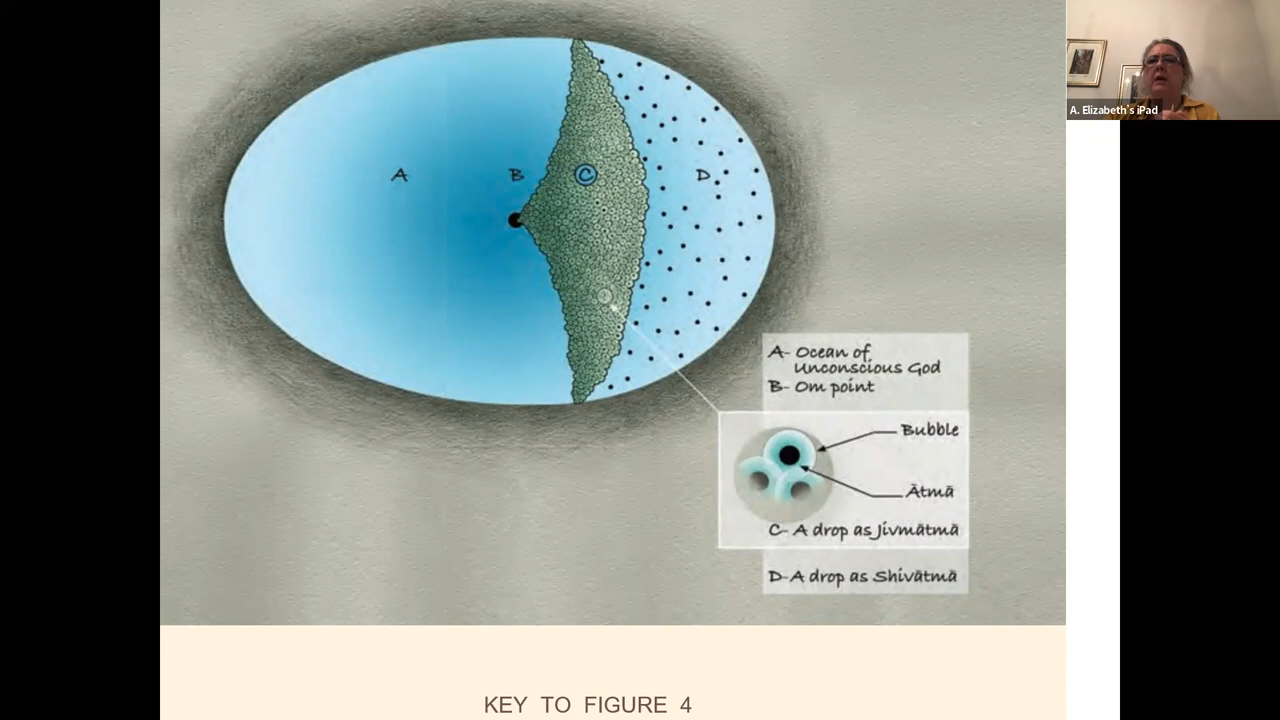 A. Elizabeth's iPad
A B C D
A- Ocean of
Unconscious God
B- Om point
Bubble
Ātmā
C- A drop as Jīvmātmā
D- A drop as Shivātmā
KEY TO FIGURE 4